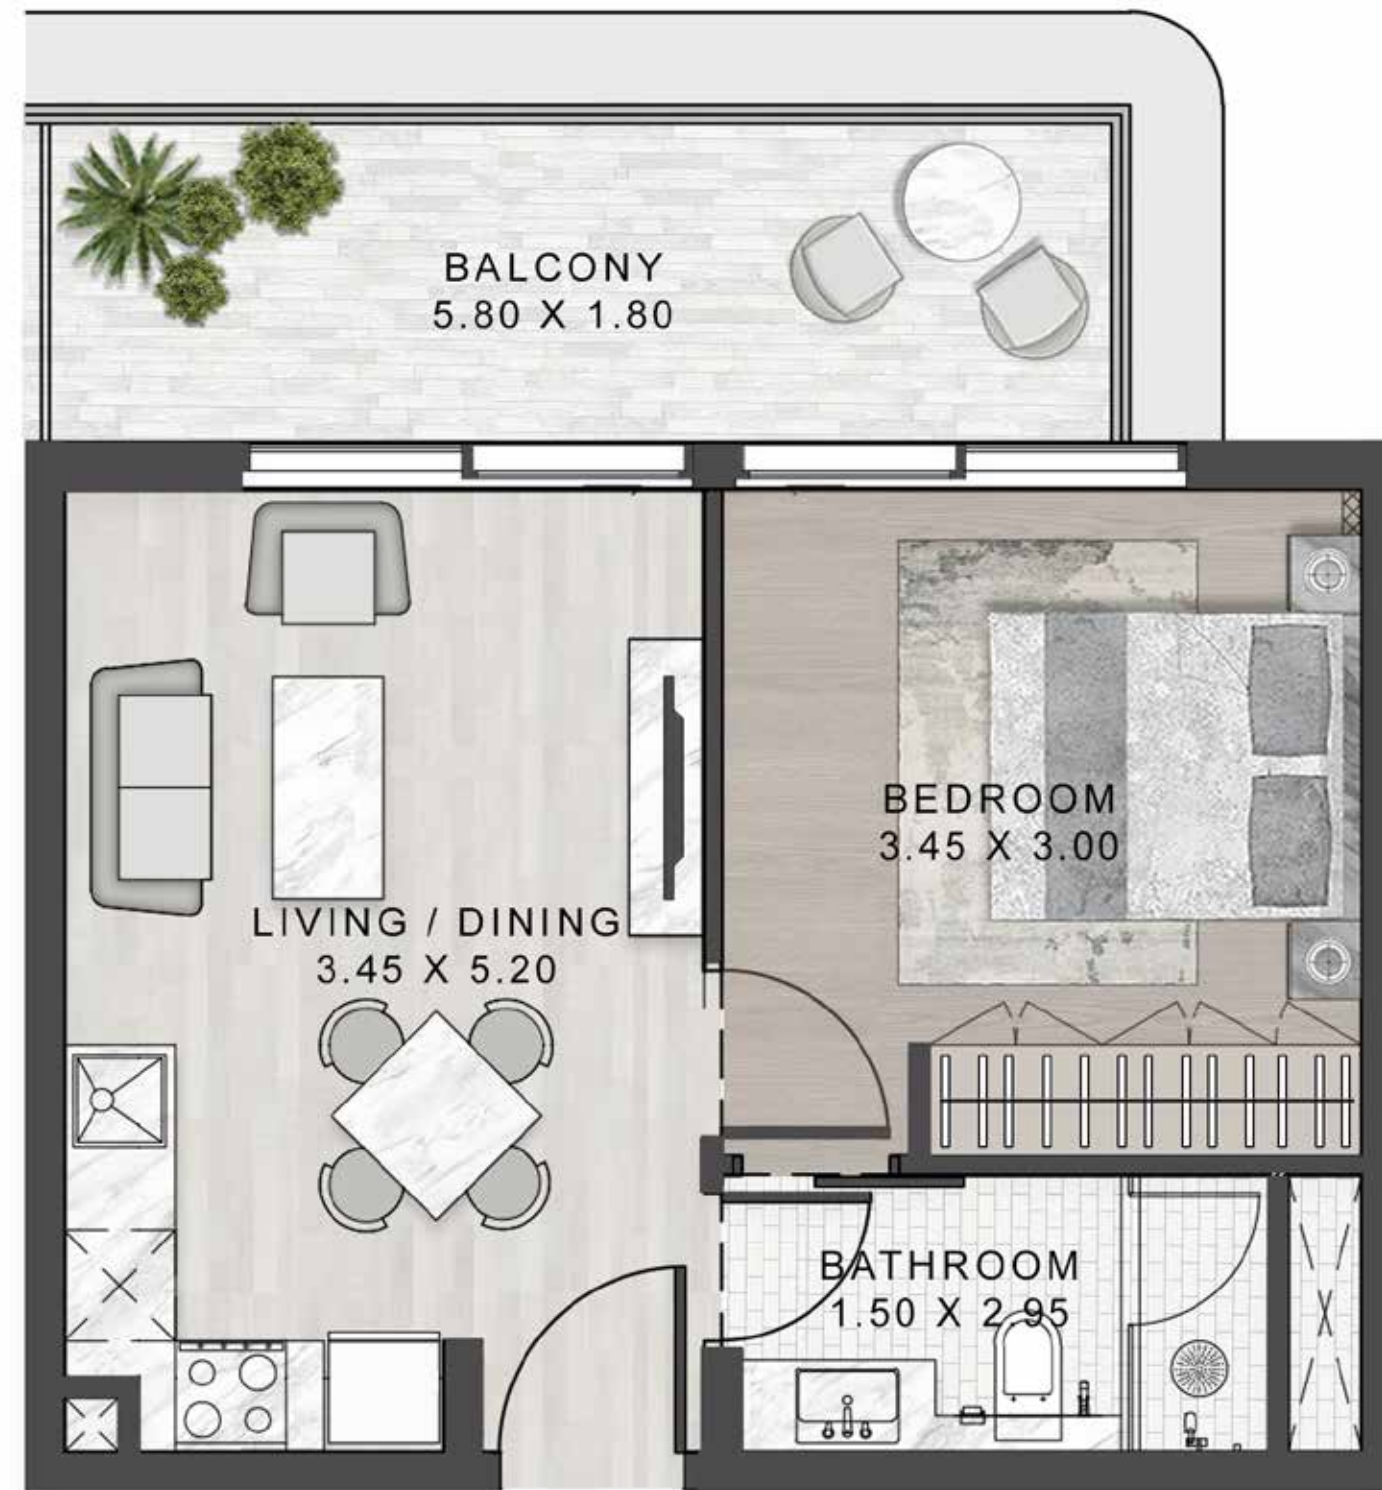 BALCONY
5.80 X 1.80
BEDROOM
3.45 X 3.00
LIVING / DINING
3.45 X 5.20
BATHROOM
1.50 X 2.95